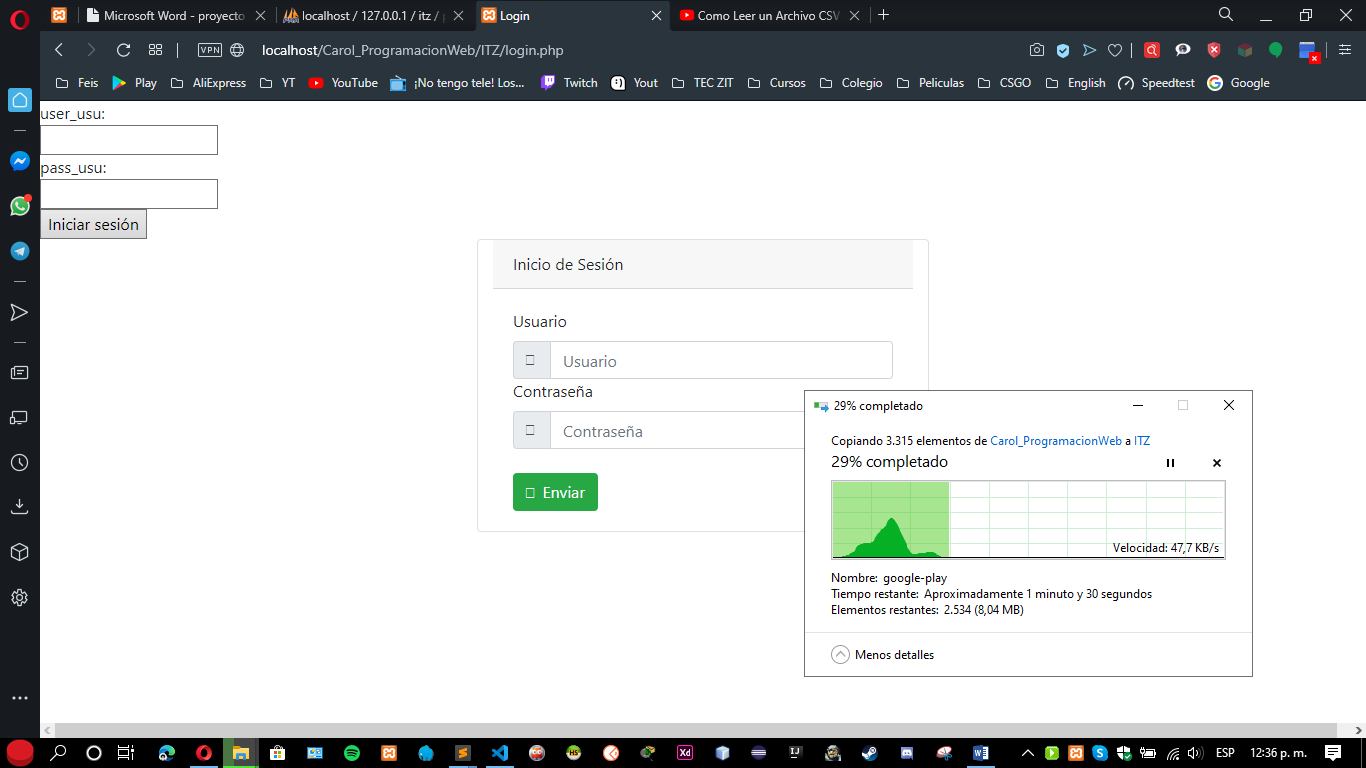 Microsoft Word - proyecto
localhost / 127.0.0.1 / itz / p
Login
Como Leer un Archivo CSV
VPN
localhost/Carol_ProgramacionWeb/ITZ/login.php
Feis
Play
AliExpress
YT
YouTube
¡No tengo tele! Los...
Twitch
Yout
TEC ZIT
Cursos
Colegio
Peliculas
CSGO
English
Speedtest
Google
user_usu:
pass_usu:
Iniciar sesión
Inicio de Sesión
Usuario
Usuario
Contraseña
Contraseña
Enviar
29% completado
Copiando 3.315 elementos de Carol_ProgramacionWeb a ITZ
29% completado
Velocidad: 47,7 KB/s
Nombre: google-play
Tiempo restante: Aproximadamente 1 minuto y 30 segundos
Elementos restantes: 2.534 (8,04 MB)
Menos detalles
Xd
IJ
ESP
12:36 p. m.